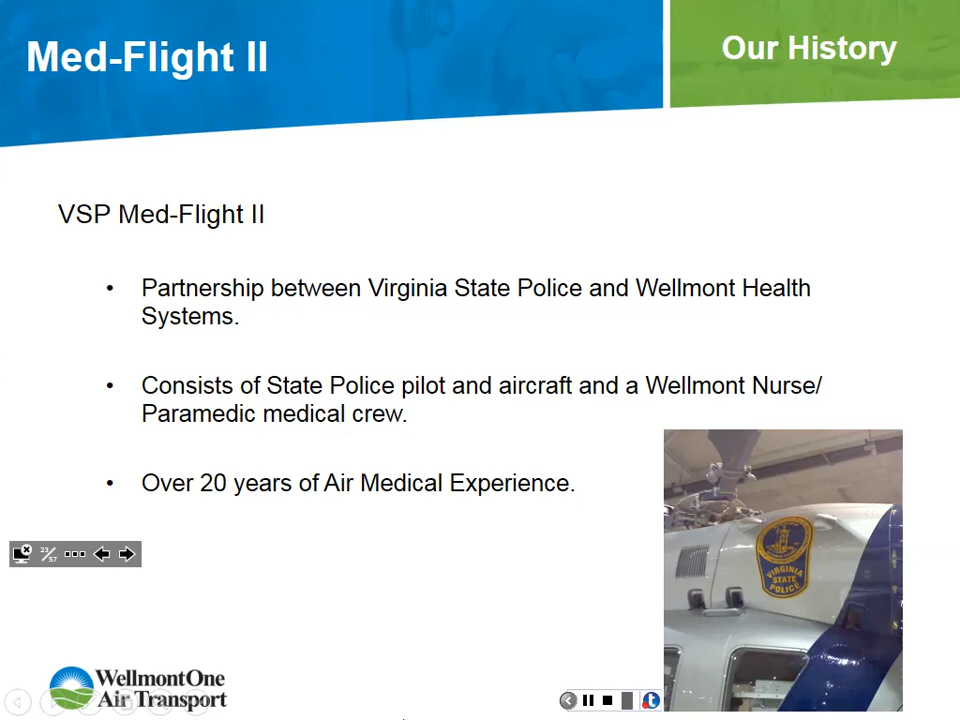 Med-Flight II
Our History
VSP Med-Flight II
• Partnership between Virginia State Police and Wellmont Health
Systems.
• Consists of State Police pilot and aircraft and a Wellmont Nurse/
Paramedic medical crew.
• Over 20 years of Air Medical Experience.
VIRGINIA
STATE
POLICE
23/57
WellmontOne
Air Transport
t